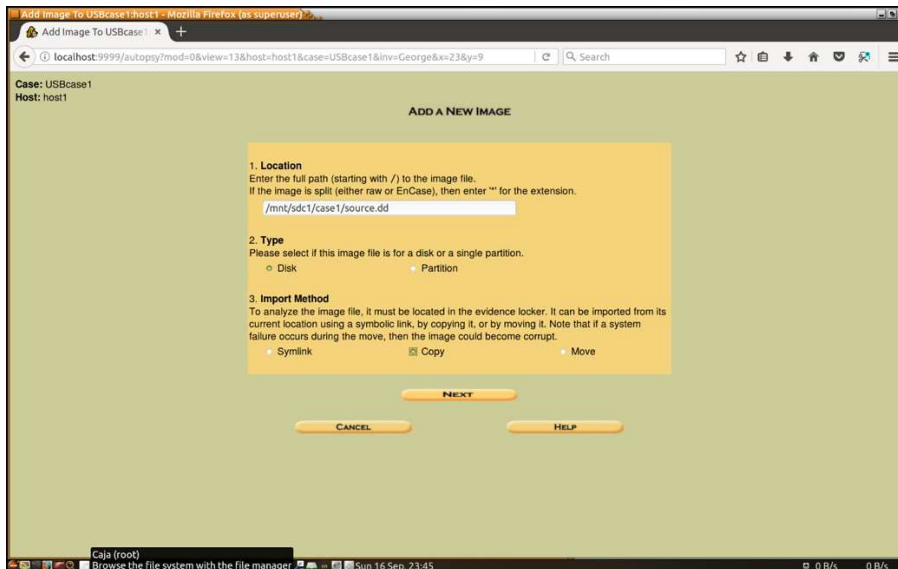 Add Image To USBcase1:host1 - Mozilla Firefox (as superuser)
Add Image To USBcase1
localhost:9999/autopsy?mod=0&view=13&host=host1&case=USBcase1&inv=George&x=23&y=9
Search
Case: USBcase1
Host: host1
ADD A NEW IMAGE
1. Location
Enter the full path (starting with /) to the image file.
If the image is split (either raw or EnCase), then enter '*' for the extension.
/mnt/sdc1/case1/source.dd
2. Type
Please select if this image file is for a disk or a single partition.
Disk Partition
3. Import Method
To analyze the image file, it must be located in the evidence locker. It can be imported from its
current location using a symbolic link, by copying it, or by moving it. Note that if a system
failure occurs during the move, then the image could become corrupt.
Symlink Copy Move
NEXT
CANCEL HELP
Caja (root)
Browse the file system with the file manager
Sun 16 Sep, 23:45
0 B/s 0 B/s